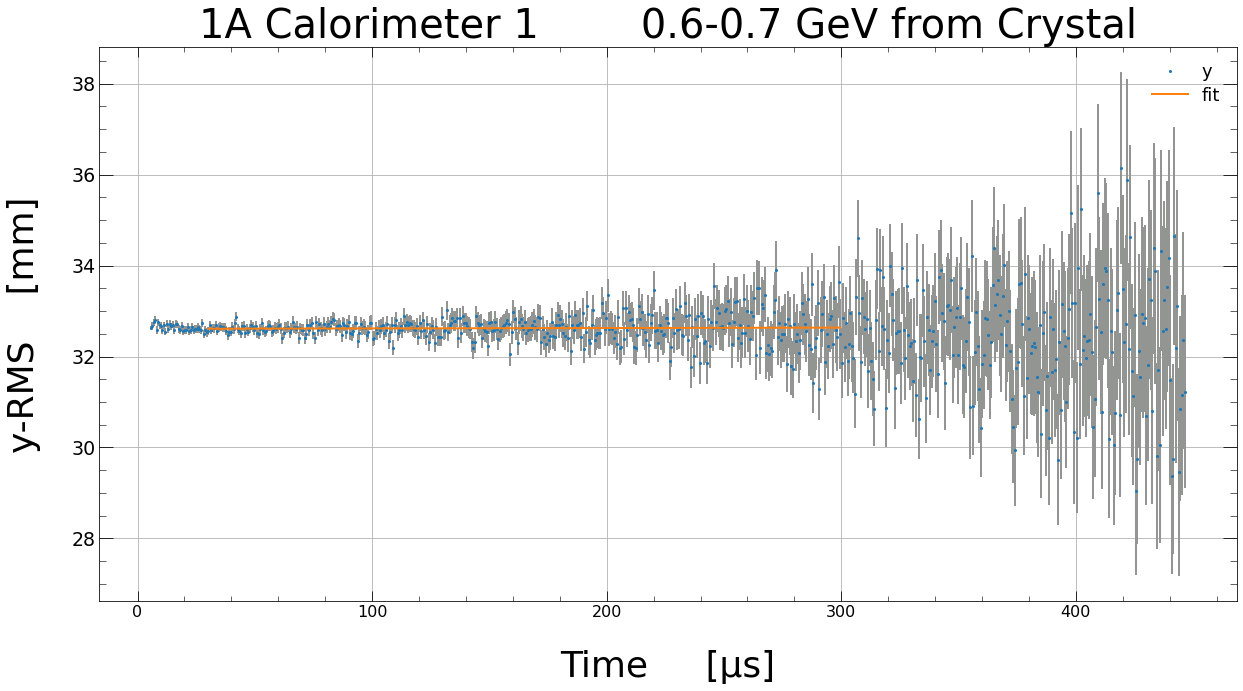 1A Calorimeter 1 0.6-0.7 GeV from Crystal
y
fit
38
36
34
32
30
28
y-RMS [mm]
0 100 200 300 400
Time [μs]